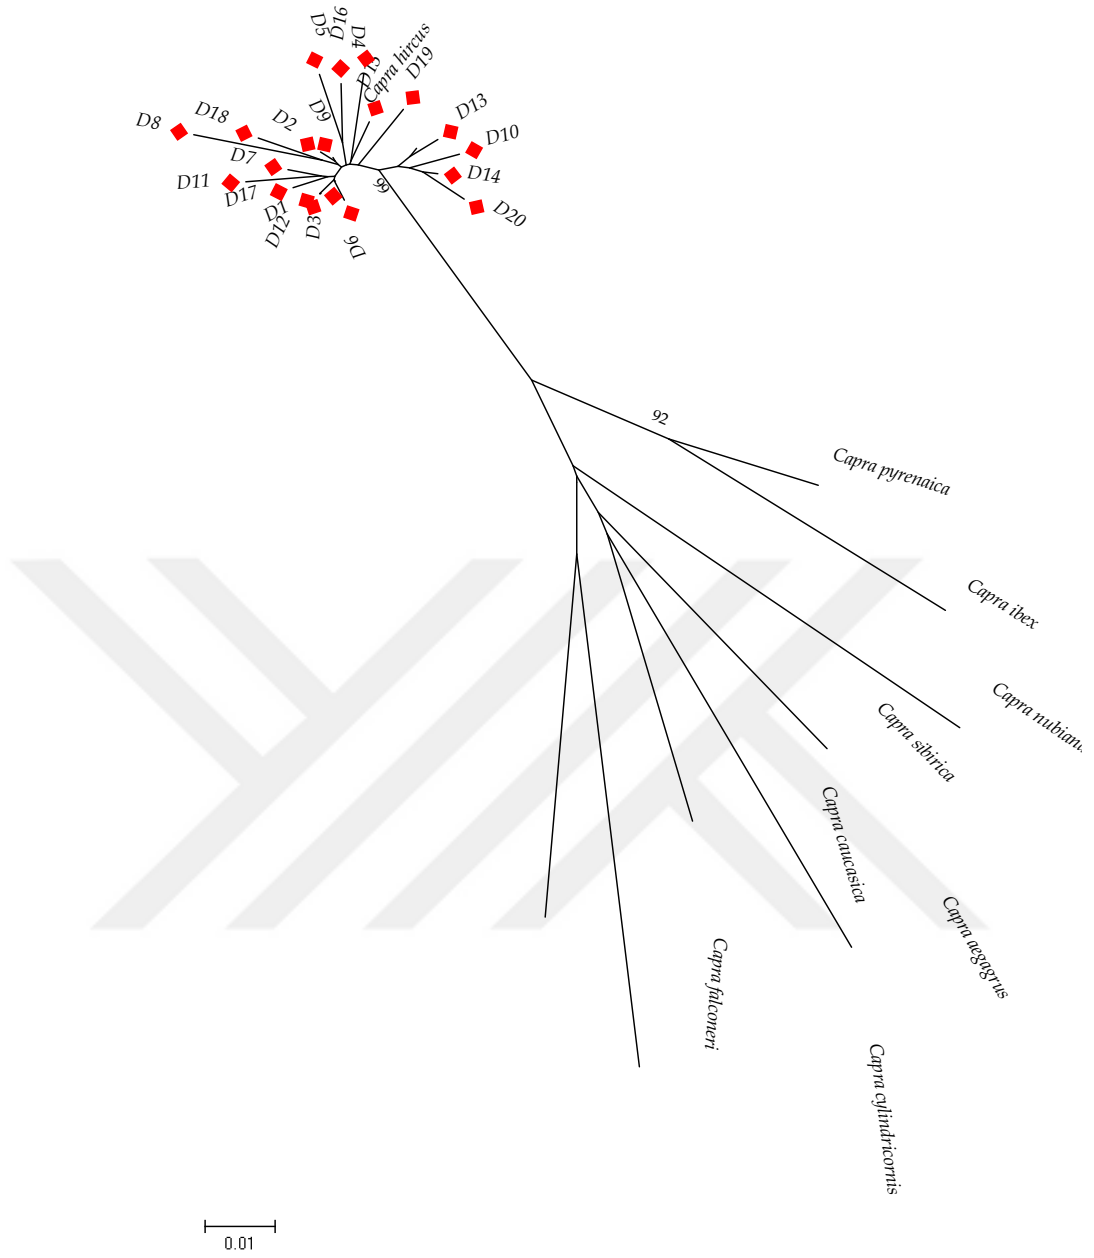 D5
D16
D4
D15
Capra hircus
D19
D8
D18
D2
D9
D13
D10
D7
D14
D11
D17
D1
D12
D3
D6
D20
99
92
Capra pyrenaica
Capra ibex
Capra nubian
Capra sibirica
Capra caucasica
Capra aegagrus
Capra falconeri
Capra cylindricornis
0.01